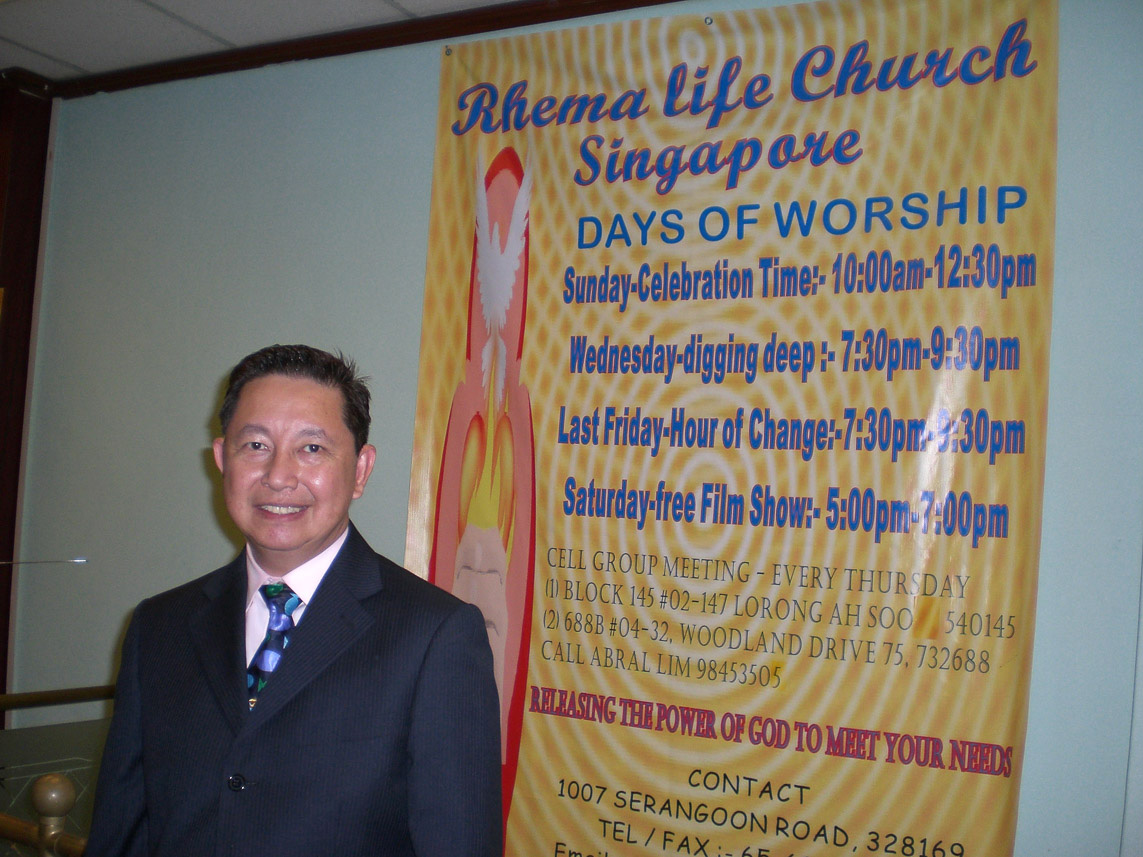 Rhema life Church
Singapore
DAYS OF WORSHIP
Sunday-Celebration Time:- 10:00am-12:30pm
Wednesday-digging deep :- 7:30pm-9:30pm
Last Friday-Hour of Change:-7:30pm-9:30pm
Saturday-free Film Show:- 5:00pm-7:00pm
CELL GROUP MEETING - EVERY THURSDAY
(1) BLOCK 145 #02-147 LORONG AH SOO 540145
(2) 688B #04-32, WOODLAND DRIVE 75, 732688
CALL ABRAL LIM 98453505
RELEASING THE POWER OF GOD TO MEET YOUR NEEDS
CONTACT
1007 SERANGOON ROAD, 328169
TEL / FAX :- 65
Email